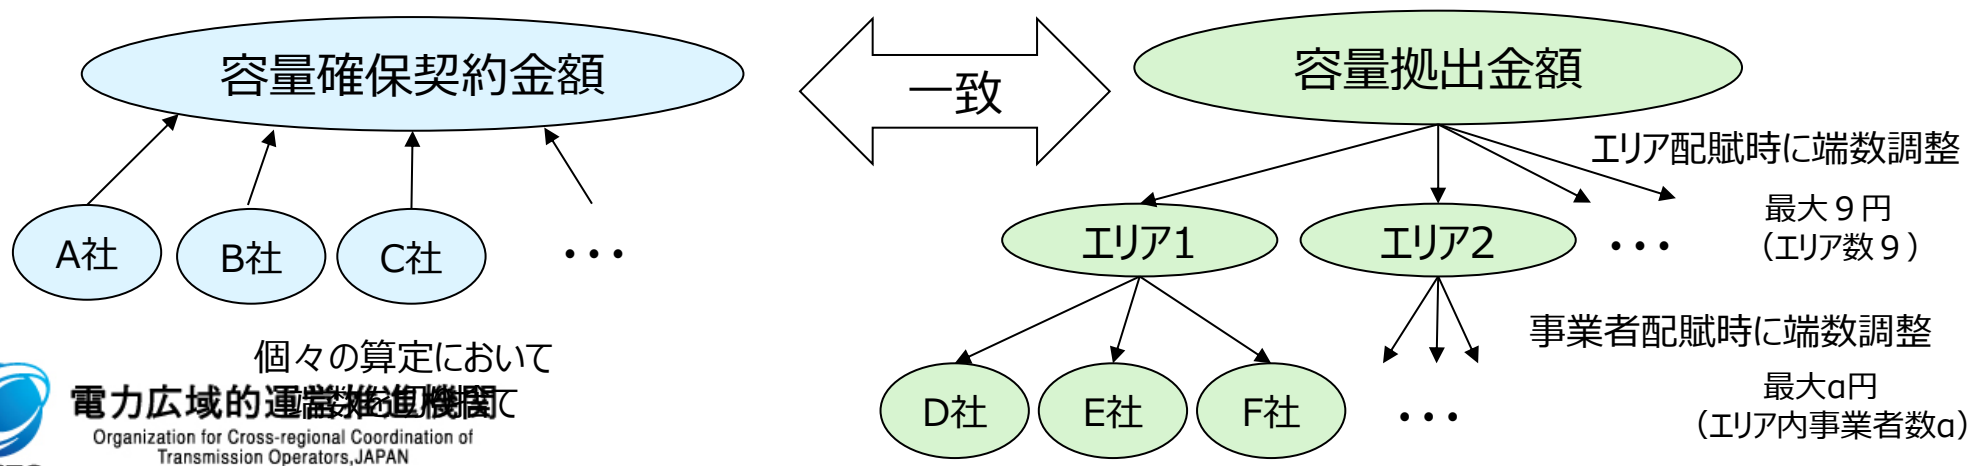 容量確保契約金額
一致
容量拠出金額
エリア配賦時に端数調整
最大９円
（エリア数９）
A社
B社
C社
・・・
エリア1
エリア2
・・・
事業者配賦時に端数調整
最大α円
（エリア内事業者数α）
D社
E社
F社
・・・
個々の算定において
電力広域的運営推進機関
Organization for Cross-regional Coordination of
Transmission Operators,JAPAN